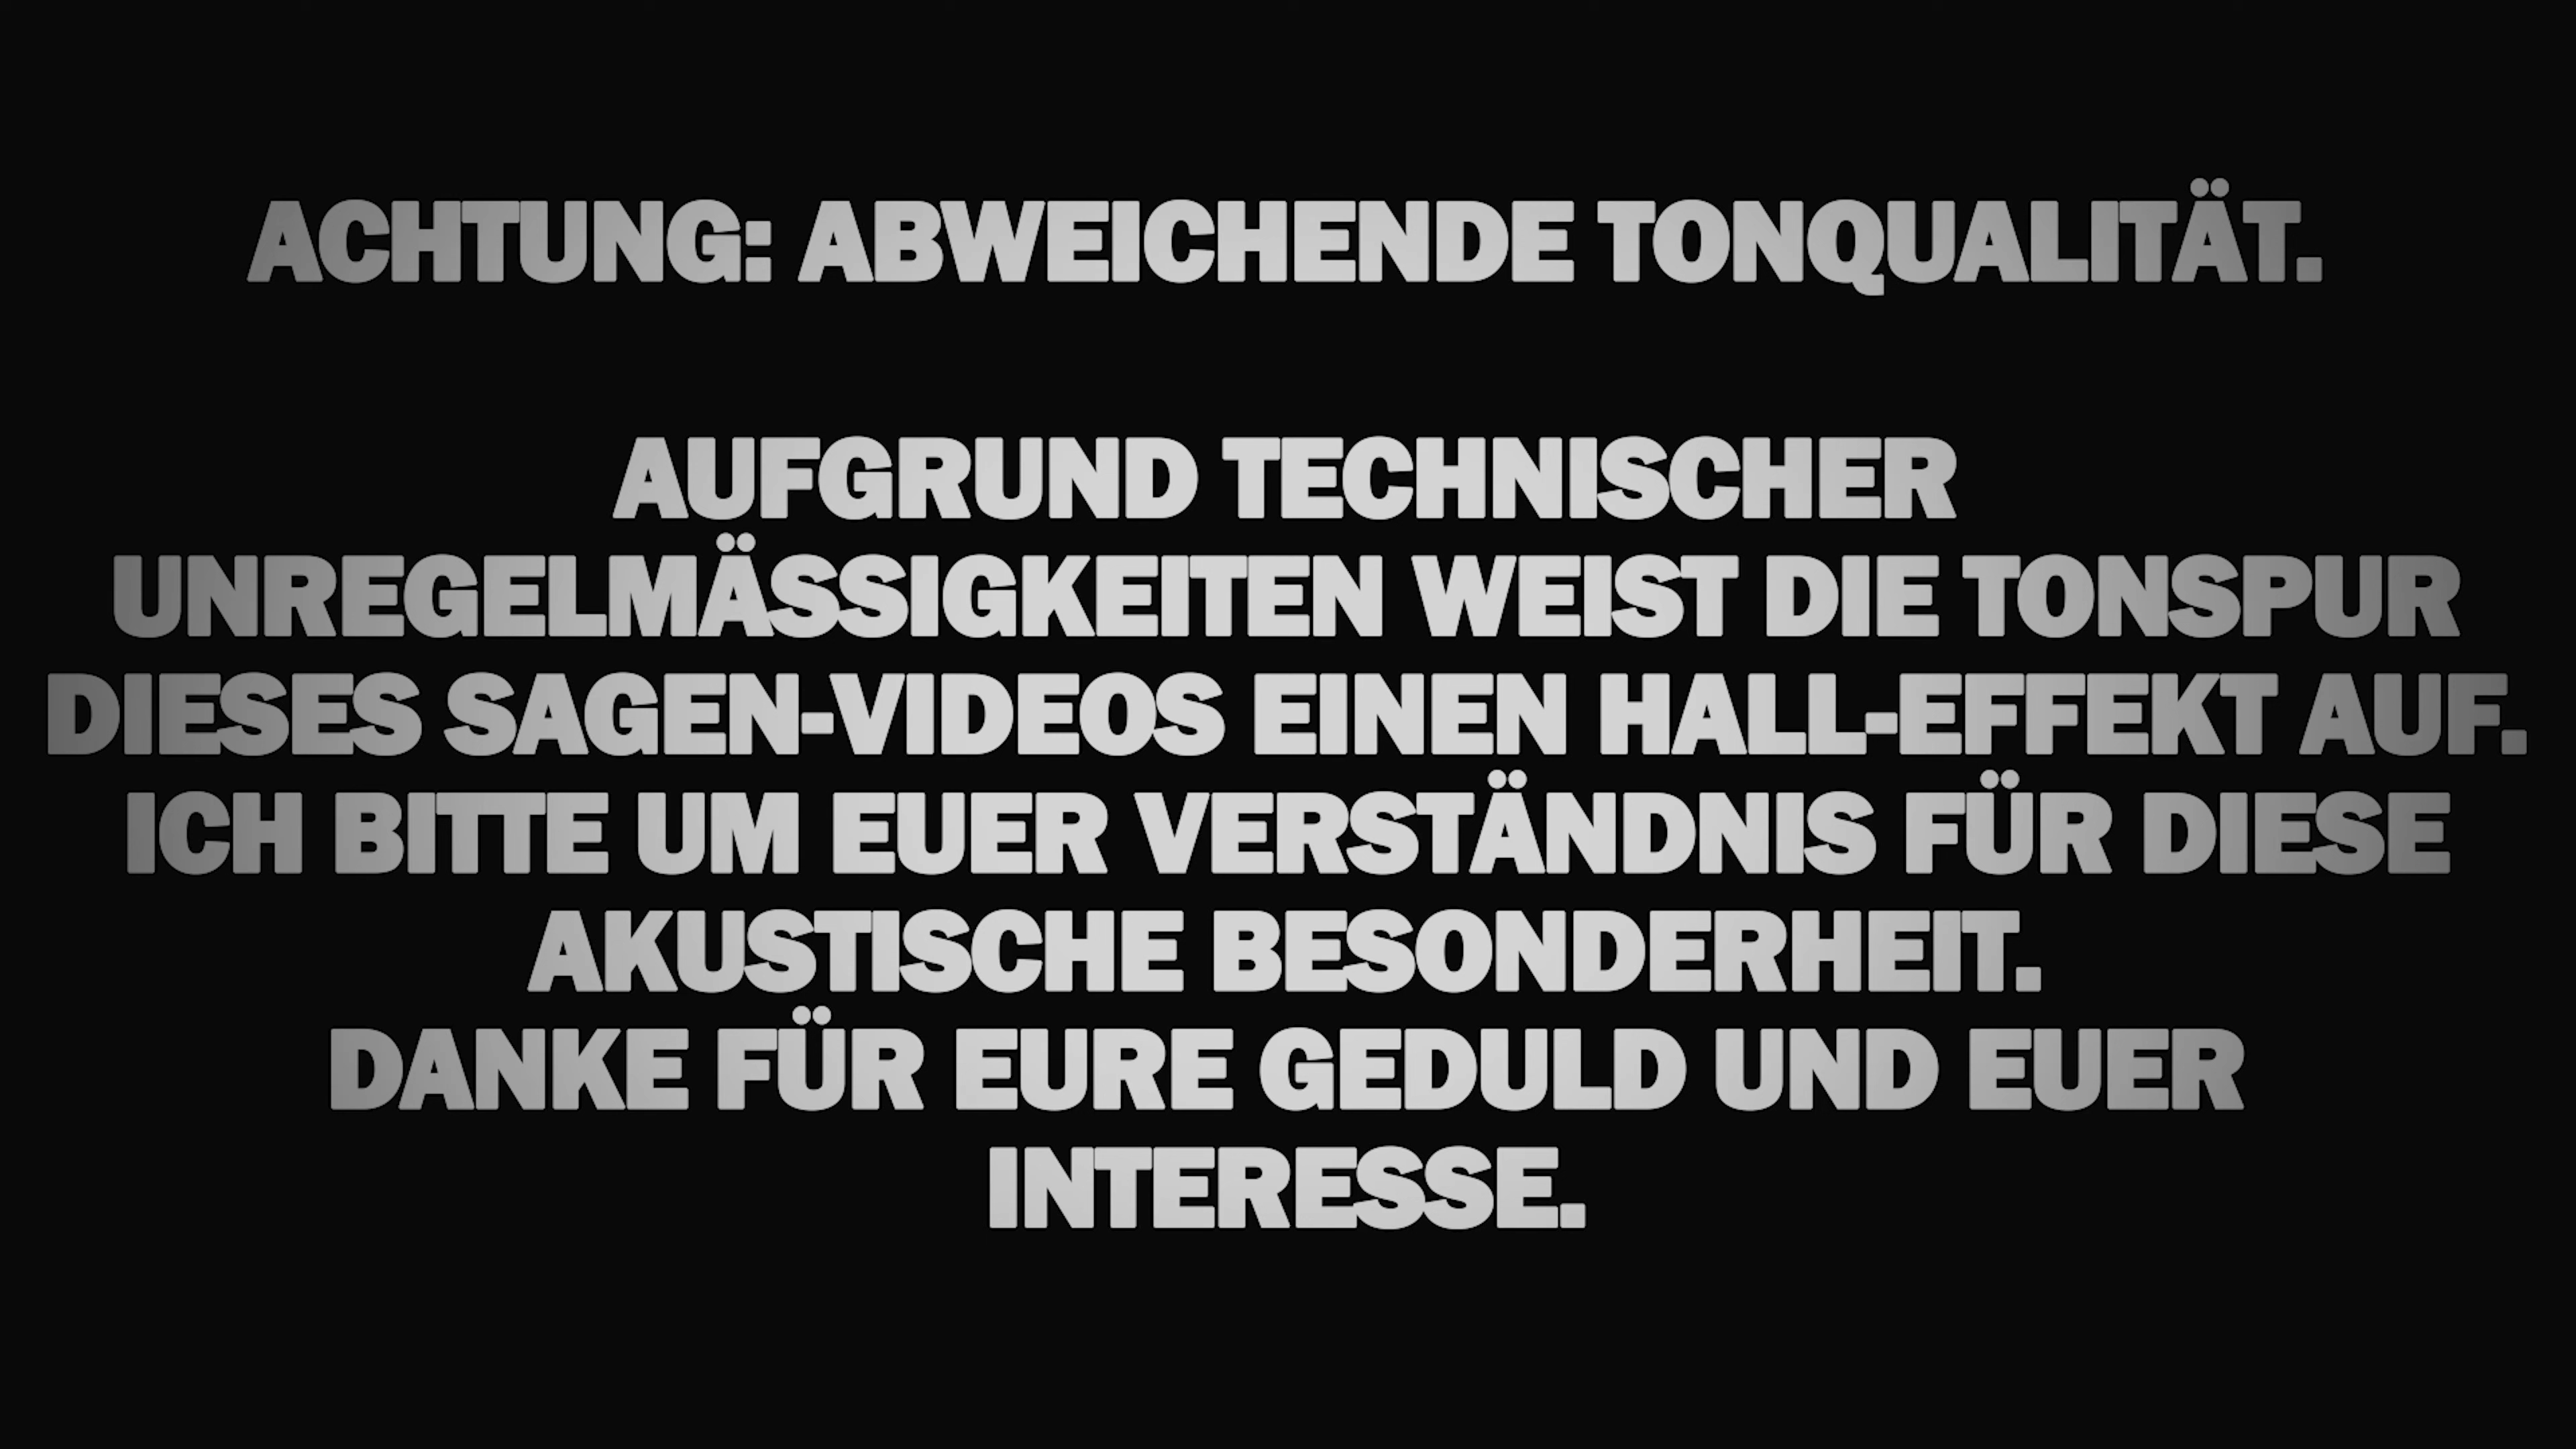 ACHTUNG: ABWEICHENDE TONQUALITÄT.
AUFGRUND TECHNISCHER
UNREGELMÄSSIGKEITEN WEIST DIE TONSPUR
DIESES SAGEN-VIDEOS EINEN HALL-EFFEKT AUF.
ICH BITTE UM EUER VERSTÄNDNIS FÜR DIESE
AKUSTISCHE BESONDERHEIT.
DANKE FÜR EURE GEDULD UND EUER
INTERESSE.